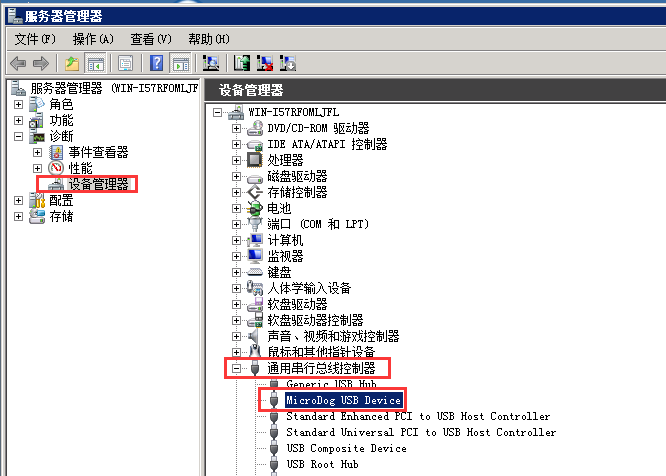 服务器管理器
文件(F) 操作(A) 查看(V) 帮助(H)
服务器管理器 (WIN-I57RFOMLJFL
角色
功能
诊断
事件查看器
性能
设备管理器
配置
存储
设备管理器
WIN-I57RFOMLJFL
DVD/CD-ROM 驱动器
IDE ATA/ATAPI 控制器
处理器
磁盘驱动器
存储控制器
电池
端口 (COM 和 LPT)
计算机
监视器
键盘
人体学输入设备
软盘驱动器
软盘驱动器控制器
声音、视频和游戏控制器
鼠标和其他指针设备
通用串行总线控制器
Generic USB Hub
MicroDog USB Device
Standard Enhanced PCI to USB Host Controller
Standard Universal PCI to USB Host Controller
USB Composite Device
USB Root Hub